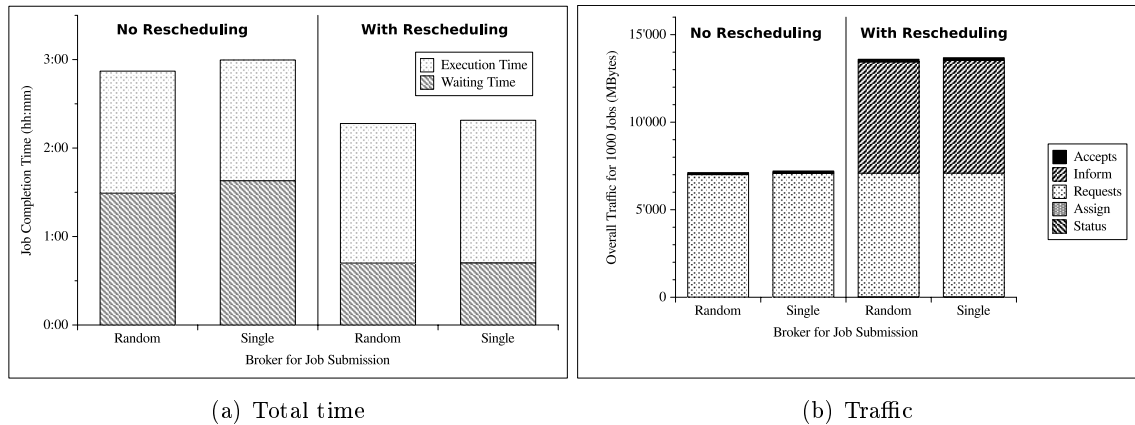 No Rescheduling
With Rescheduling
Execution Time
Waiting Time
Job Completion Time (hh:mm)
3:00
2:00
1:00
0:00
Random
Single
Random
Single
Broker for Job Submission
(a) Total time
No Rescheduling
With Rescheduling
Overall Traffic for 1000 Jobs (MBytes)
15'000
10'000
5'000
0
Accepts
Inform
Requests
Assign
Status
Random
Single
Random
Single
Broker for Job Submission
(b) Traffic